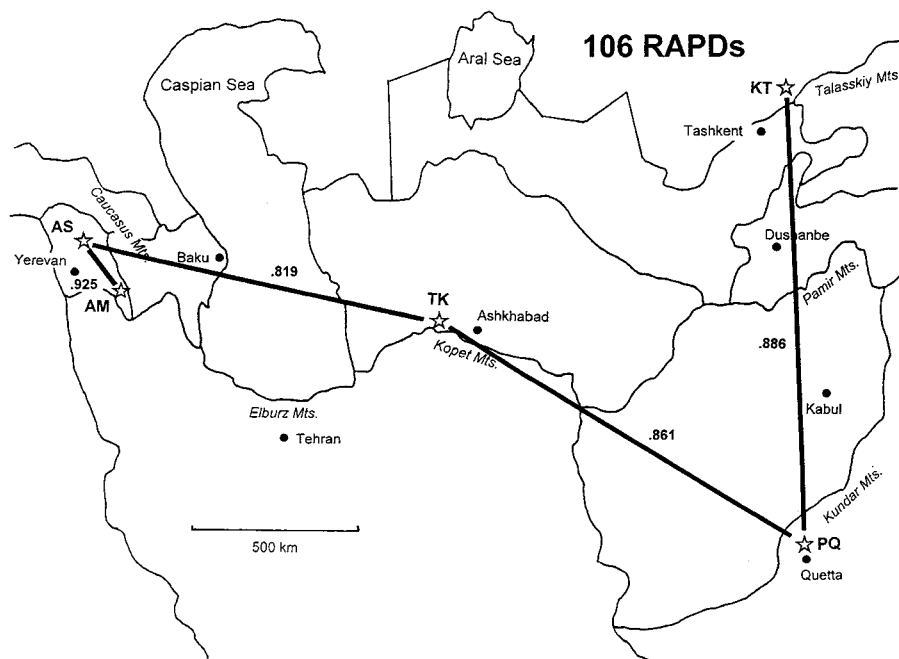 106 RAPDs
Aral Sea
Caspian Sea
KT
Talasskiy Mts.
Tashkent
Caucasus Mts.
AS
Yerevan
.925
AM
Baku
.819
Dushanbe
Pamir Mts.
TK
Ashkhabad
Kopet Mts.
.886
Elburz Mts.
Tehran
Kabul
.861
Kundar Mts.
500 km
PQ
Quetta